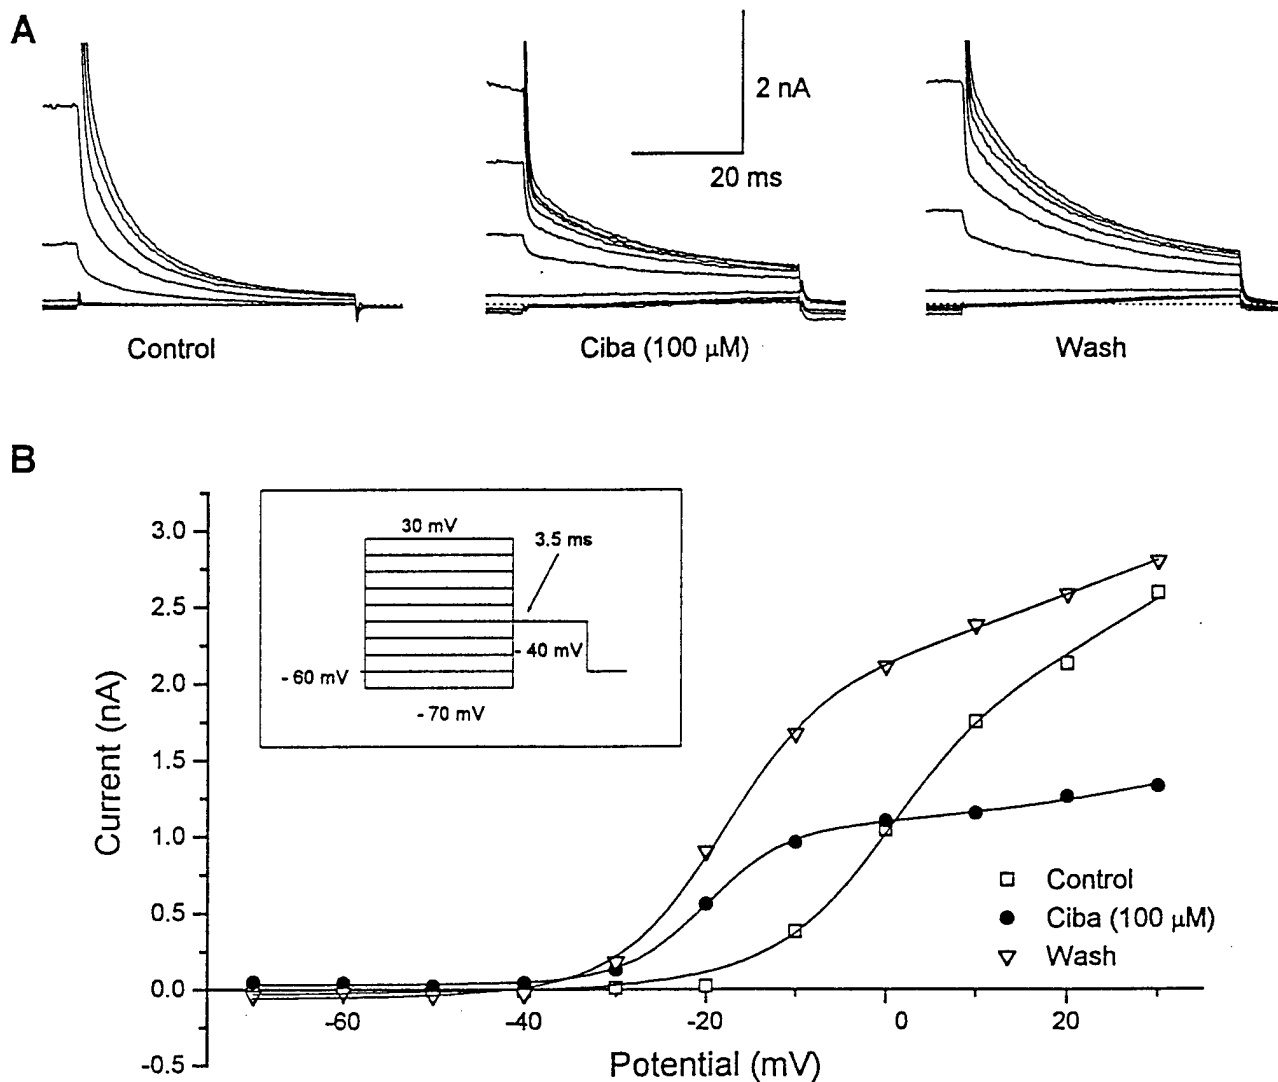 A
2 nA
20 ms
Control
Ciba (100 μM)
Wash
B
30 mV
3.5 ms
- 40 mV
- 60 mV
- 70 mV
3.0
2.5
2.0
1.5
1.0
0.5
0.0
-0.5
Current (nA)
-60
-40
-20
0
20
Potential (mV)
Control
Ciba (100 μM)
Wash